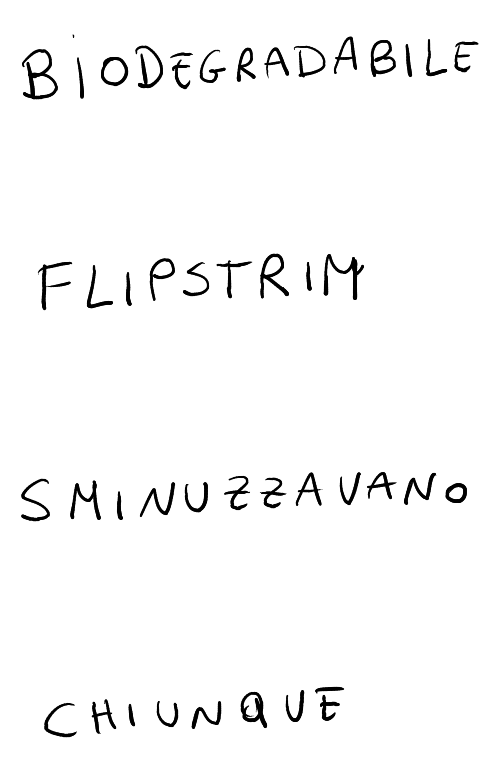 BIODEGRADABILE
FLIPSTRIM
SMINUZZAVANO
CHIUNQUE